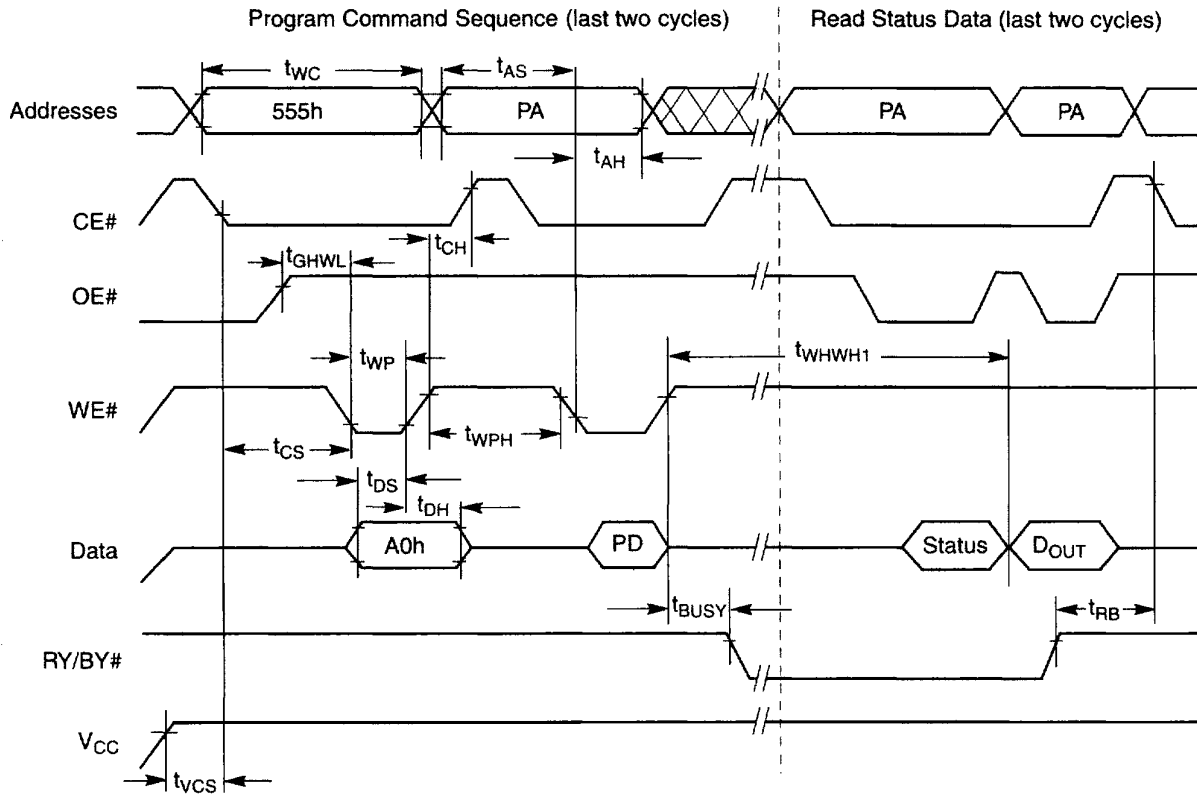 Program Command Sequence (last two cycles) Read Status Data (last two cycles)
tWC tAS
Addresses 555h PA PA PA
tAH
CE#
tCH
tGHWL
OE#
tWP tWHWH1
WE#
tWPH
tCS
tDS
tDH
Data A0h PD Status DOUT
tBUSY tRB
RY/BY#
VCC
tVCS